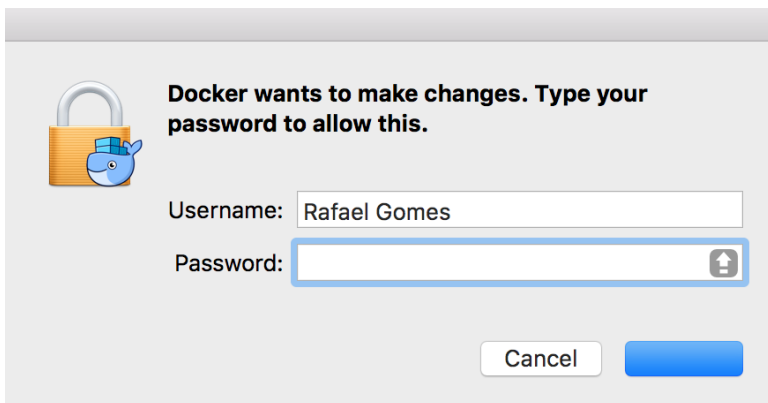 Docker wants to make changes. Type your
password to allow this.
Username: Rafael Gomes
Password:
Cancel